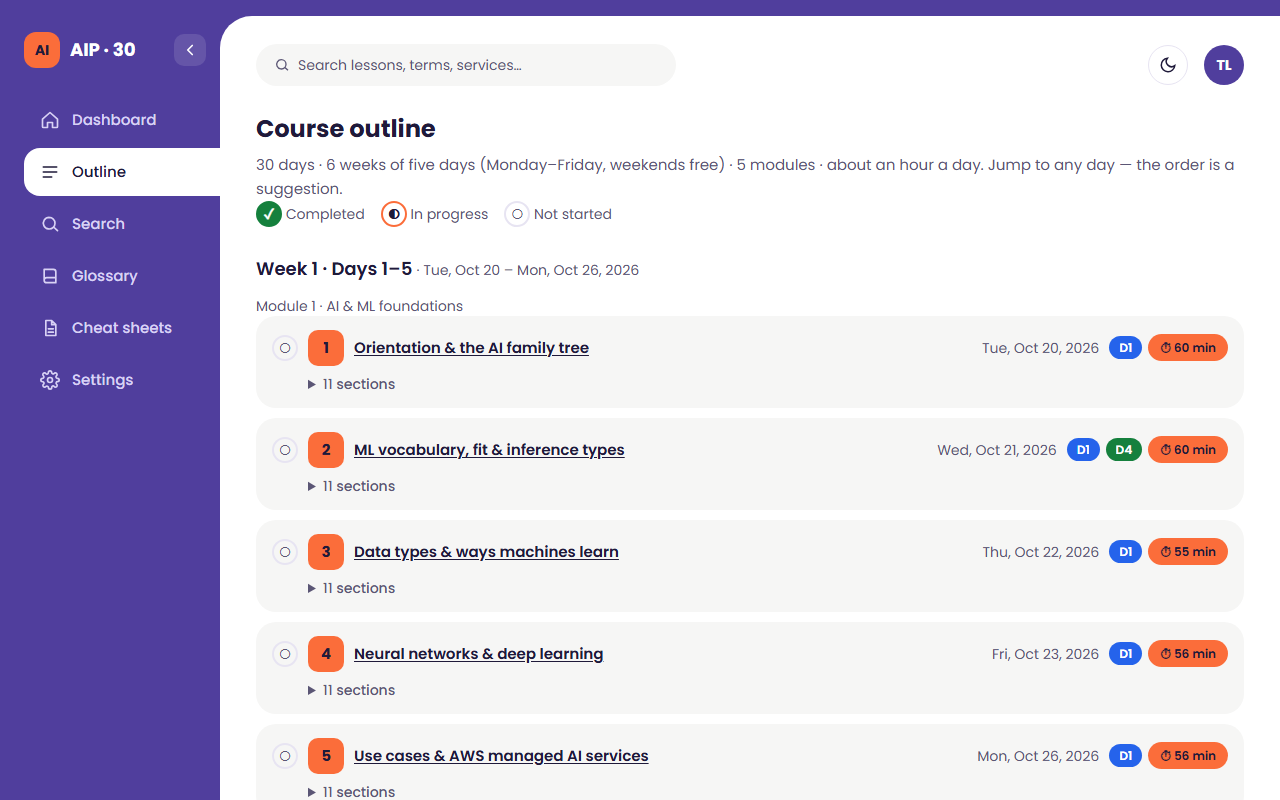 AI
AIP · 30
Dashboard
Outline
Search
Glossary
Cheat sheets
Settings
Search lessons, terms, services...
TL
Course outline
30 days · 6 weeks of five days (Monday–Friday, weekends free) · 5 modules · about an hour a day. Jump to any day — the order is a
suggestion.
Completed In progress Not started
Week 1 · Days 1–5 · Tue, Oct 20 – Mon, Oct 26, 2026
Module 1 · AI & ML foundations
1 Orientation & the AI family tree Tue, Oct 20, 2026 D1 60 min
11 sections
2 ML vocabulary, fit & inference types Wed, Oct 21, 2026 D1 D4 60 min
11 sections
3 Data types & ways machines learn Thu, Oct 22, 2026 D1 55 min
11 sections
4 Neural networks & deep learning Fri, Oct 23, 2026 D1 56 min
11 sections
5 Use cases & AWS managed AI services Mon, Oct 26, 2026 D1 56 min
11 sections